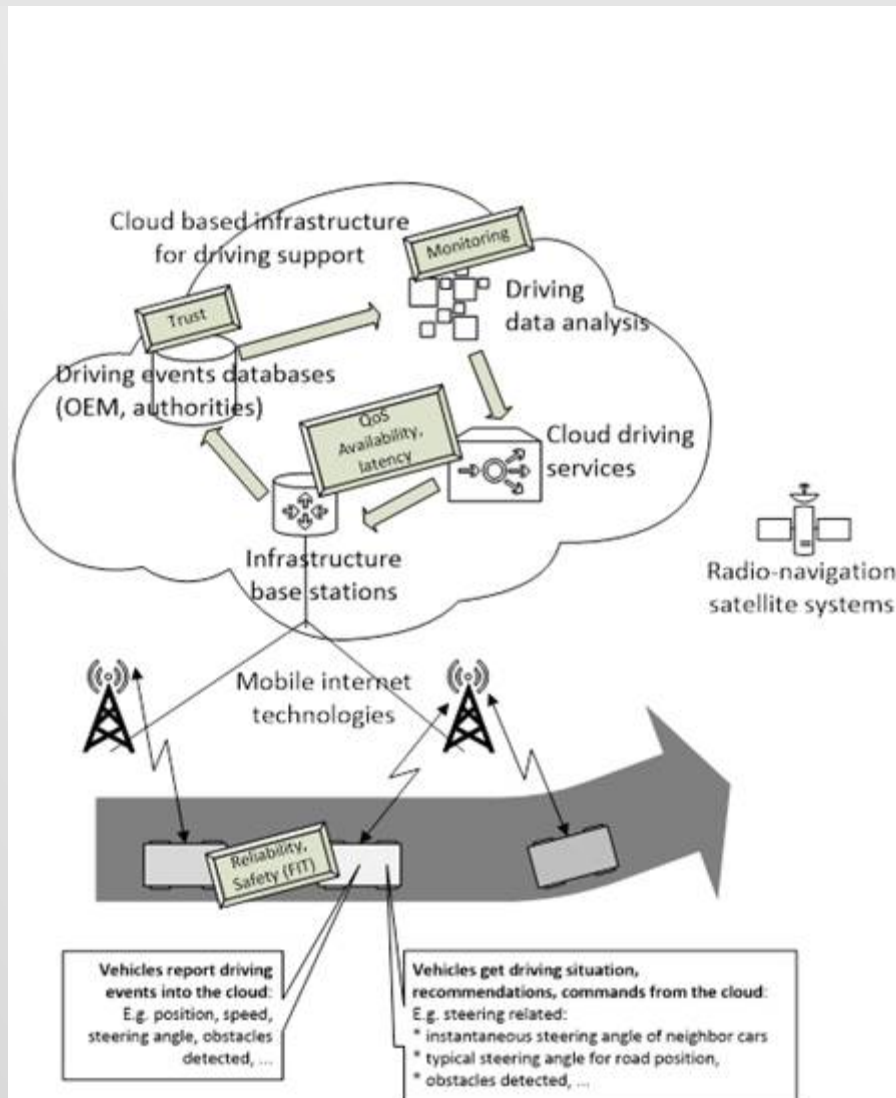 Cloud based infrastructure
for driving support
Monitoring
Driving
data analysis
Trust
Driving events databases
(OEM, authorities)
QoS
Availability,
latency
Cloud driving
services
Infrastructure
base stations
Radio-navigation
satellite systems
Mobile internet
technologies
Reliability,
Safety (FIT)
Vehicles report driving
events into the cloud:
E.g. position, speed,
steering angle, obstacles
detected, ...
Vehicles get driving situation,
recommendations, commands from the cloud:
E.g. steering related:
* instantaneous steering angle of neighbor cars
* typical steering angle for road position,
* obstacles detected, ...